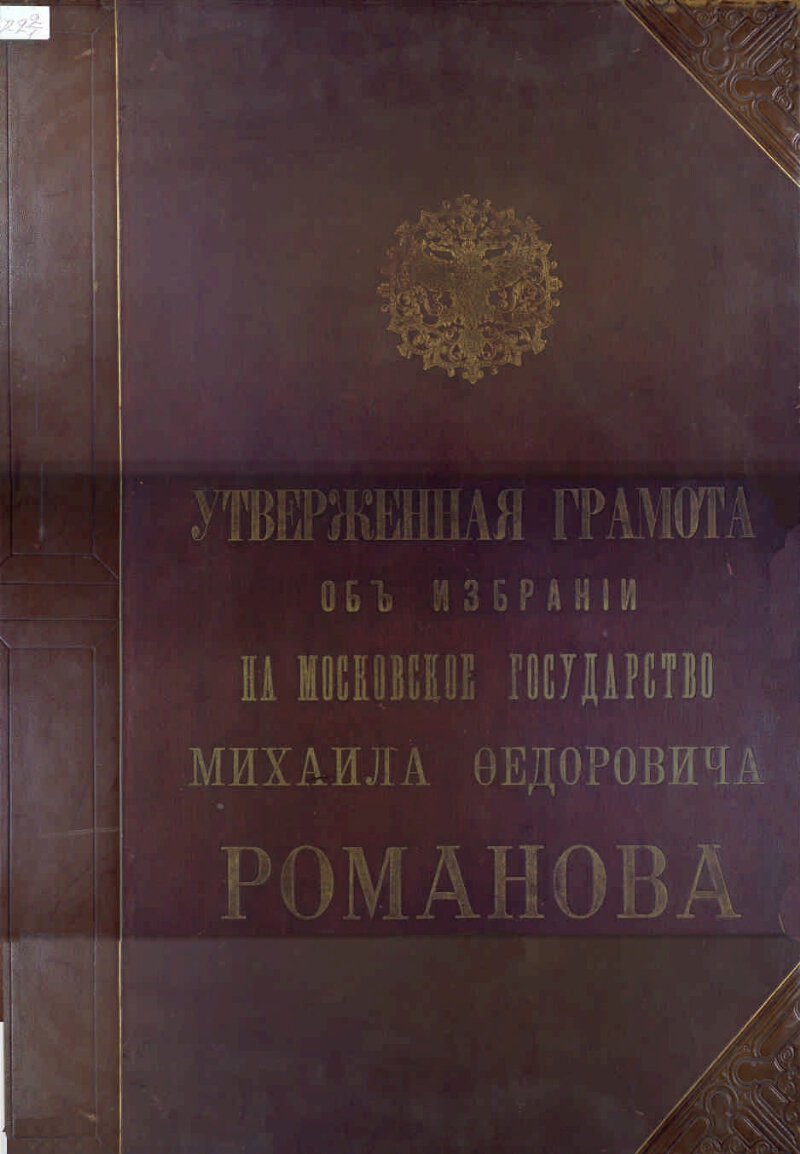 УТВЕРЖЕННАЯ ГРАМОТА
ОБЪ ИЗБРАНІИ
НА МОСКОВСКОЕ ГОСУДАРСТВО
МИХАИЛА ѲЕДОРОВИЧА
РОМАНОВА